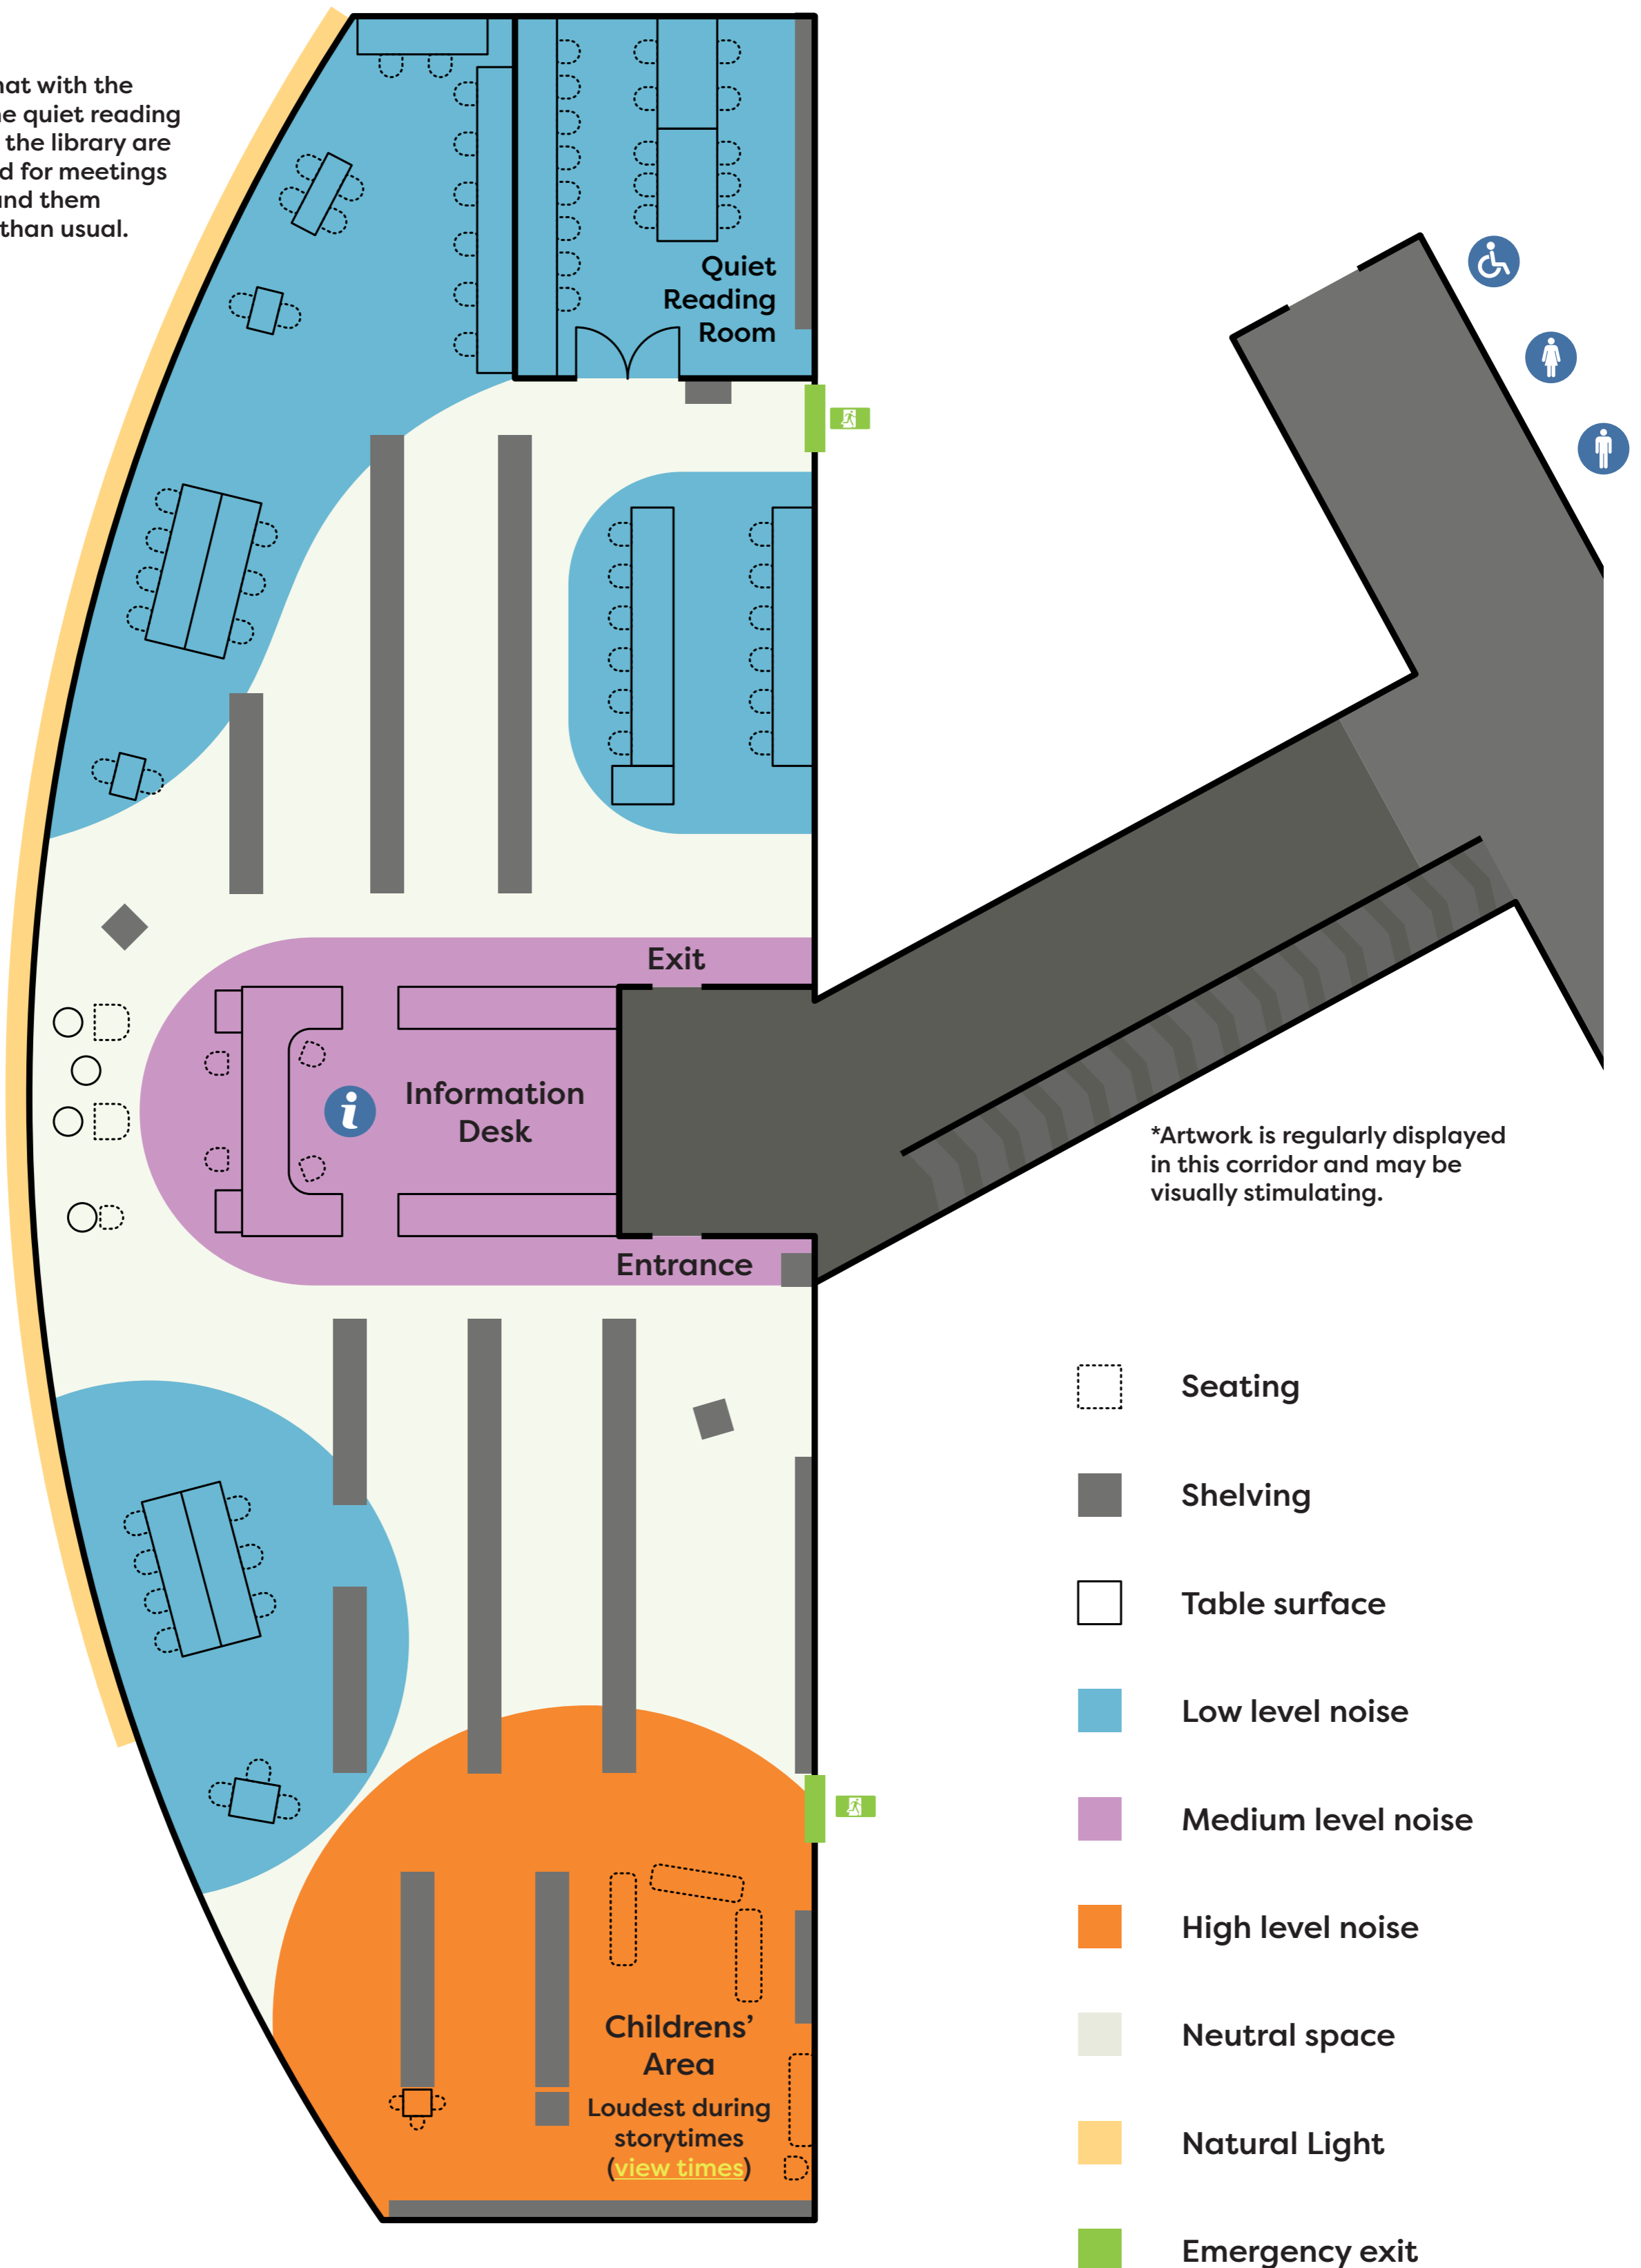 hat with the
he quiet reading
the library are
d for meetings
and them
than usual.
Quiet
Reading
Room
Exit
Information
Desk
i
Entrance
*Artwork is regularly displayed
in this corridor and may be
visually stimulating.
Seating
Shelving
Table surface
Low level noise
Medium level noise
High level noise
Neutral space
Natural Light
Emergency exit
Childrens’
Area
Loudest during
storytimes
(view times)